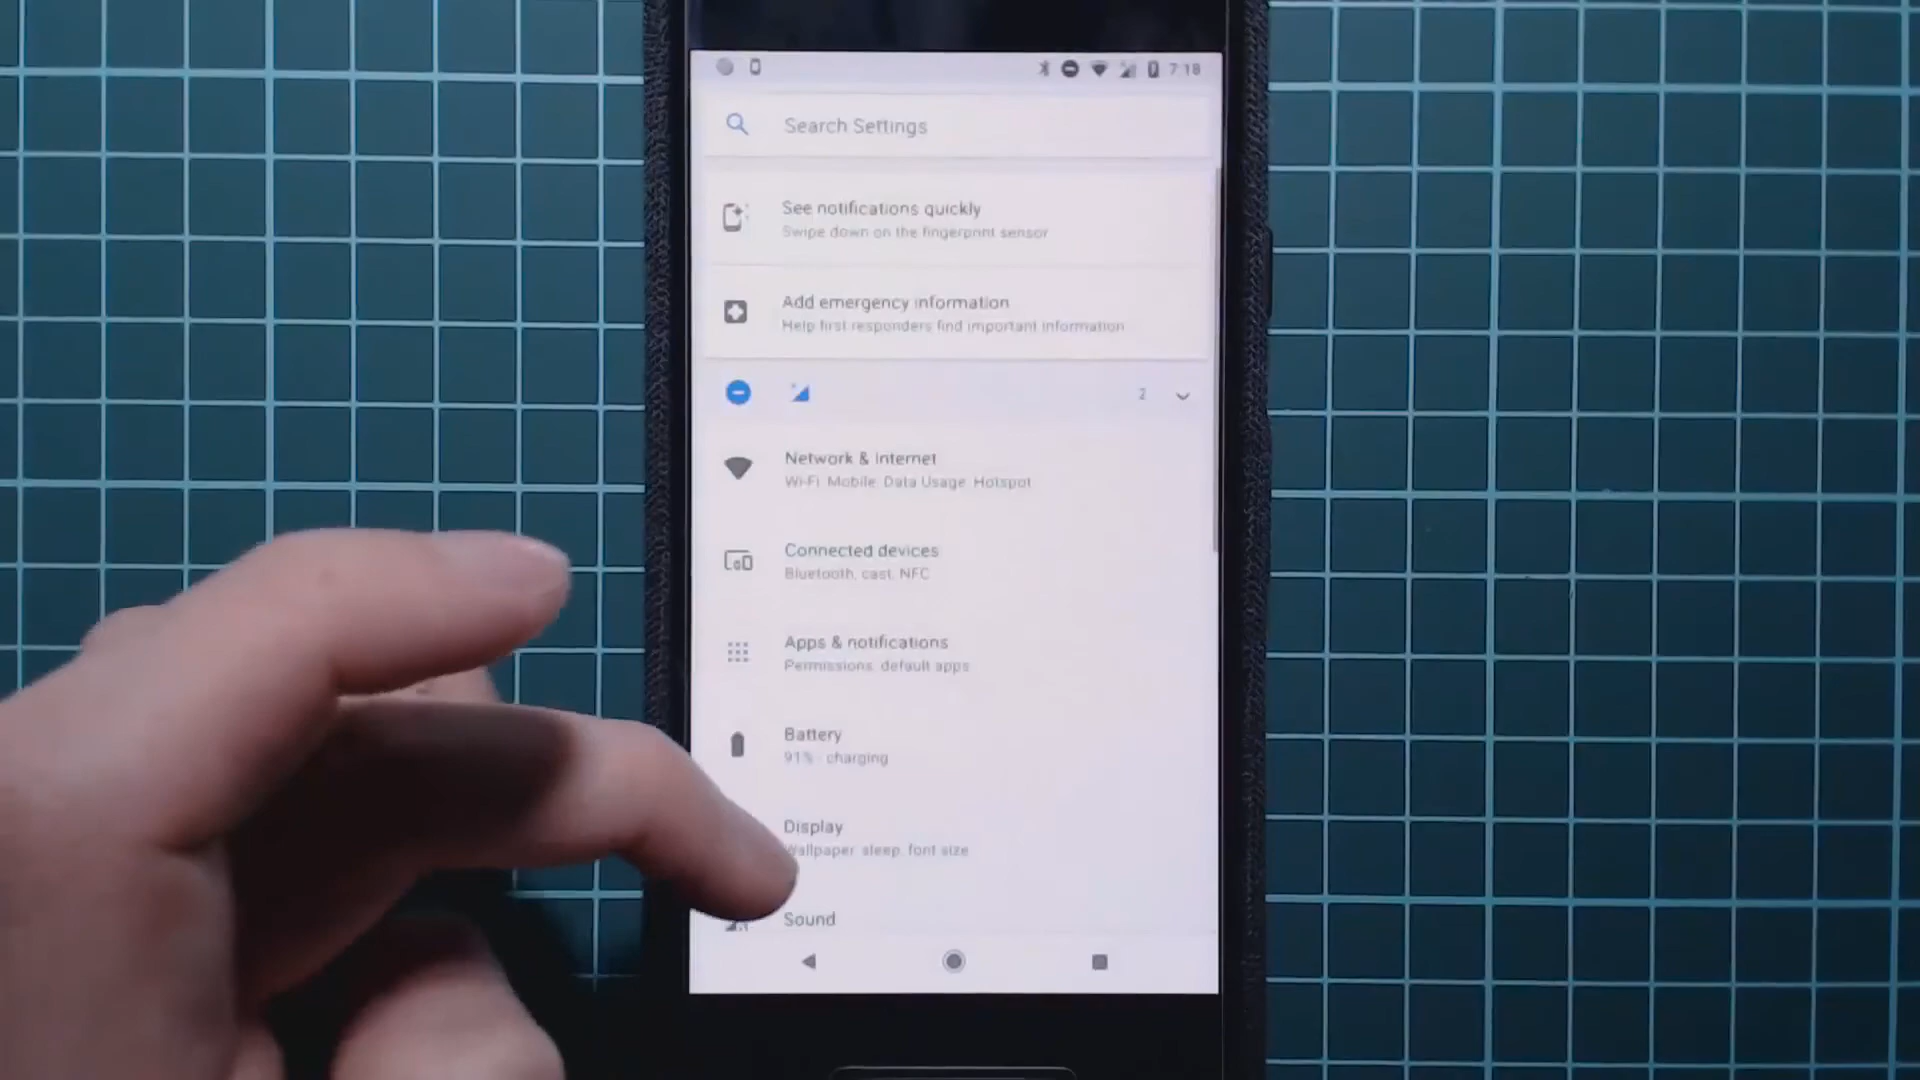 7:18
Search Settings
See notifications quickly
Swipe down on the fingerprint sensor
Add emergency information
Help first responders find important information
2
Network & Internet
Wi-Fi, Mobile, Data Usage, Hotspot
Connected devices
Bluetooth, cast, NFC
Apps & notifications
Permissions, default apps
Battery
91% - charging
Display
Wallpaper, sleep, font size
Sound